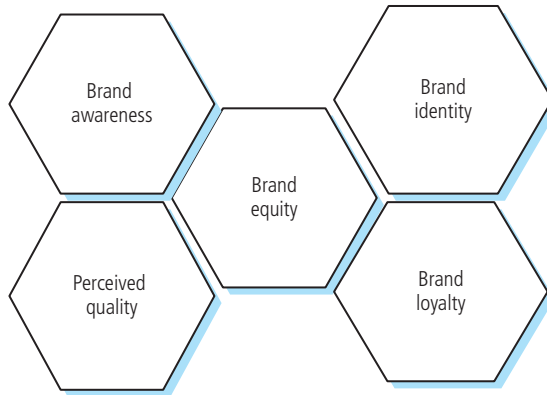 Brand
awareness
Brand
identity
Brand
equity
Perceived
quality
Brand
loyalty